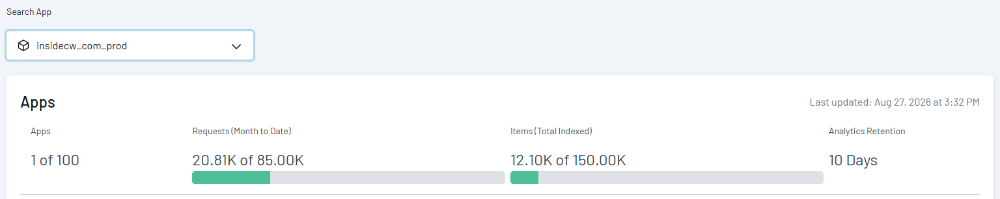 Search App
insidecw_com_prod
Apps
Last updated: Aug 27, 2026 at 3:32 PM
Apps
Requests (Month to Date)
Items (Total Indexed)
Analytics Retention
1 of 100
20.81K of 85.00K
12.10K of 150.00K
10 Days